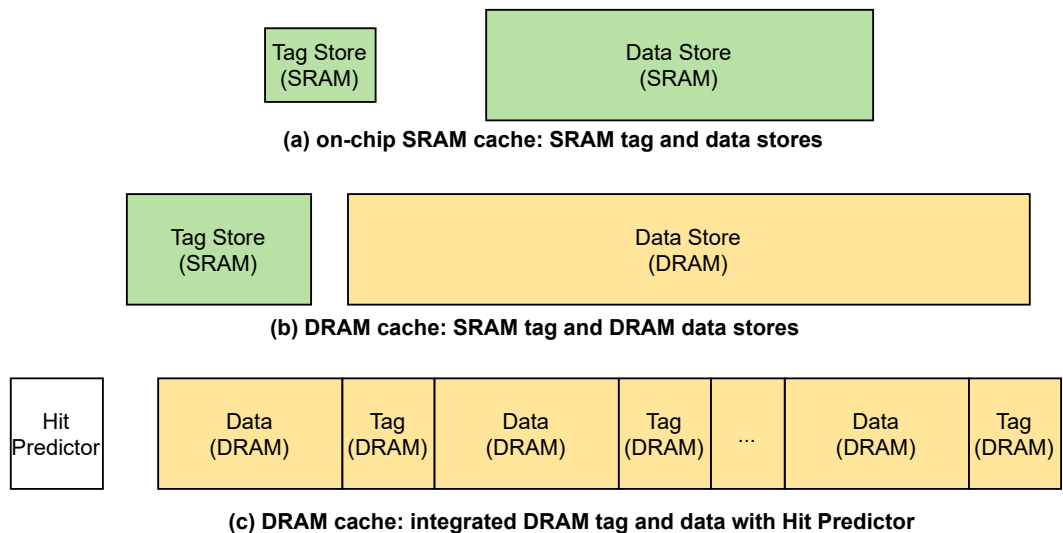 Tag Store
(SRAM)
Data Store
(SRAM)
(a) on-chip SRAM cache: SRAM tag and data stores
Tag Store
(SRAM)
Data Store
(DRAM)
(b) DRAM cache: SRAM tag and DRAM data stores
Hit
Predictor
Data
(DRAM)
Tag
(DRAM)
Data
(DRAM)
Tag
(DRAM)
...
Data
(DRAM)
Tag
(DRAM)
(c) DRAM cache: integrated DRAM tag and data with Hit Predictor